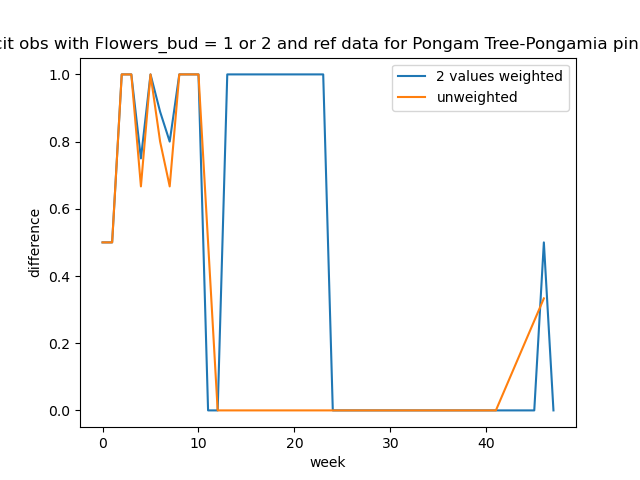 cit obs with Flowers_bud = 1 or 2 and ref data for Pongam Tree-Pongamia pin
2 values weighted
unweighted
1.0
0.8
0.6
0.4
0.2
0.0
difference
0 10 20 30 40
week